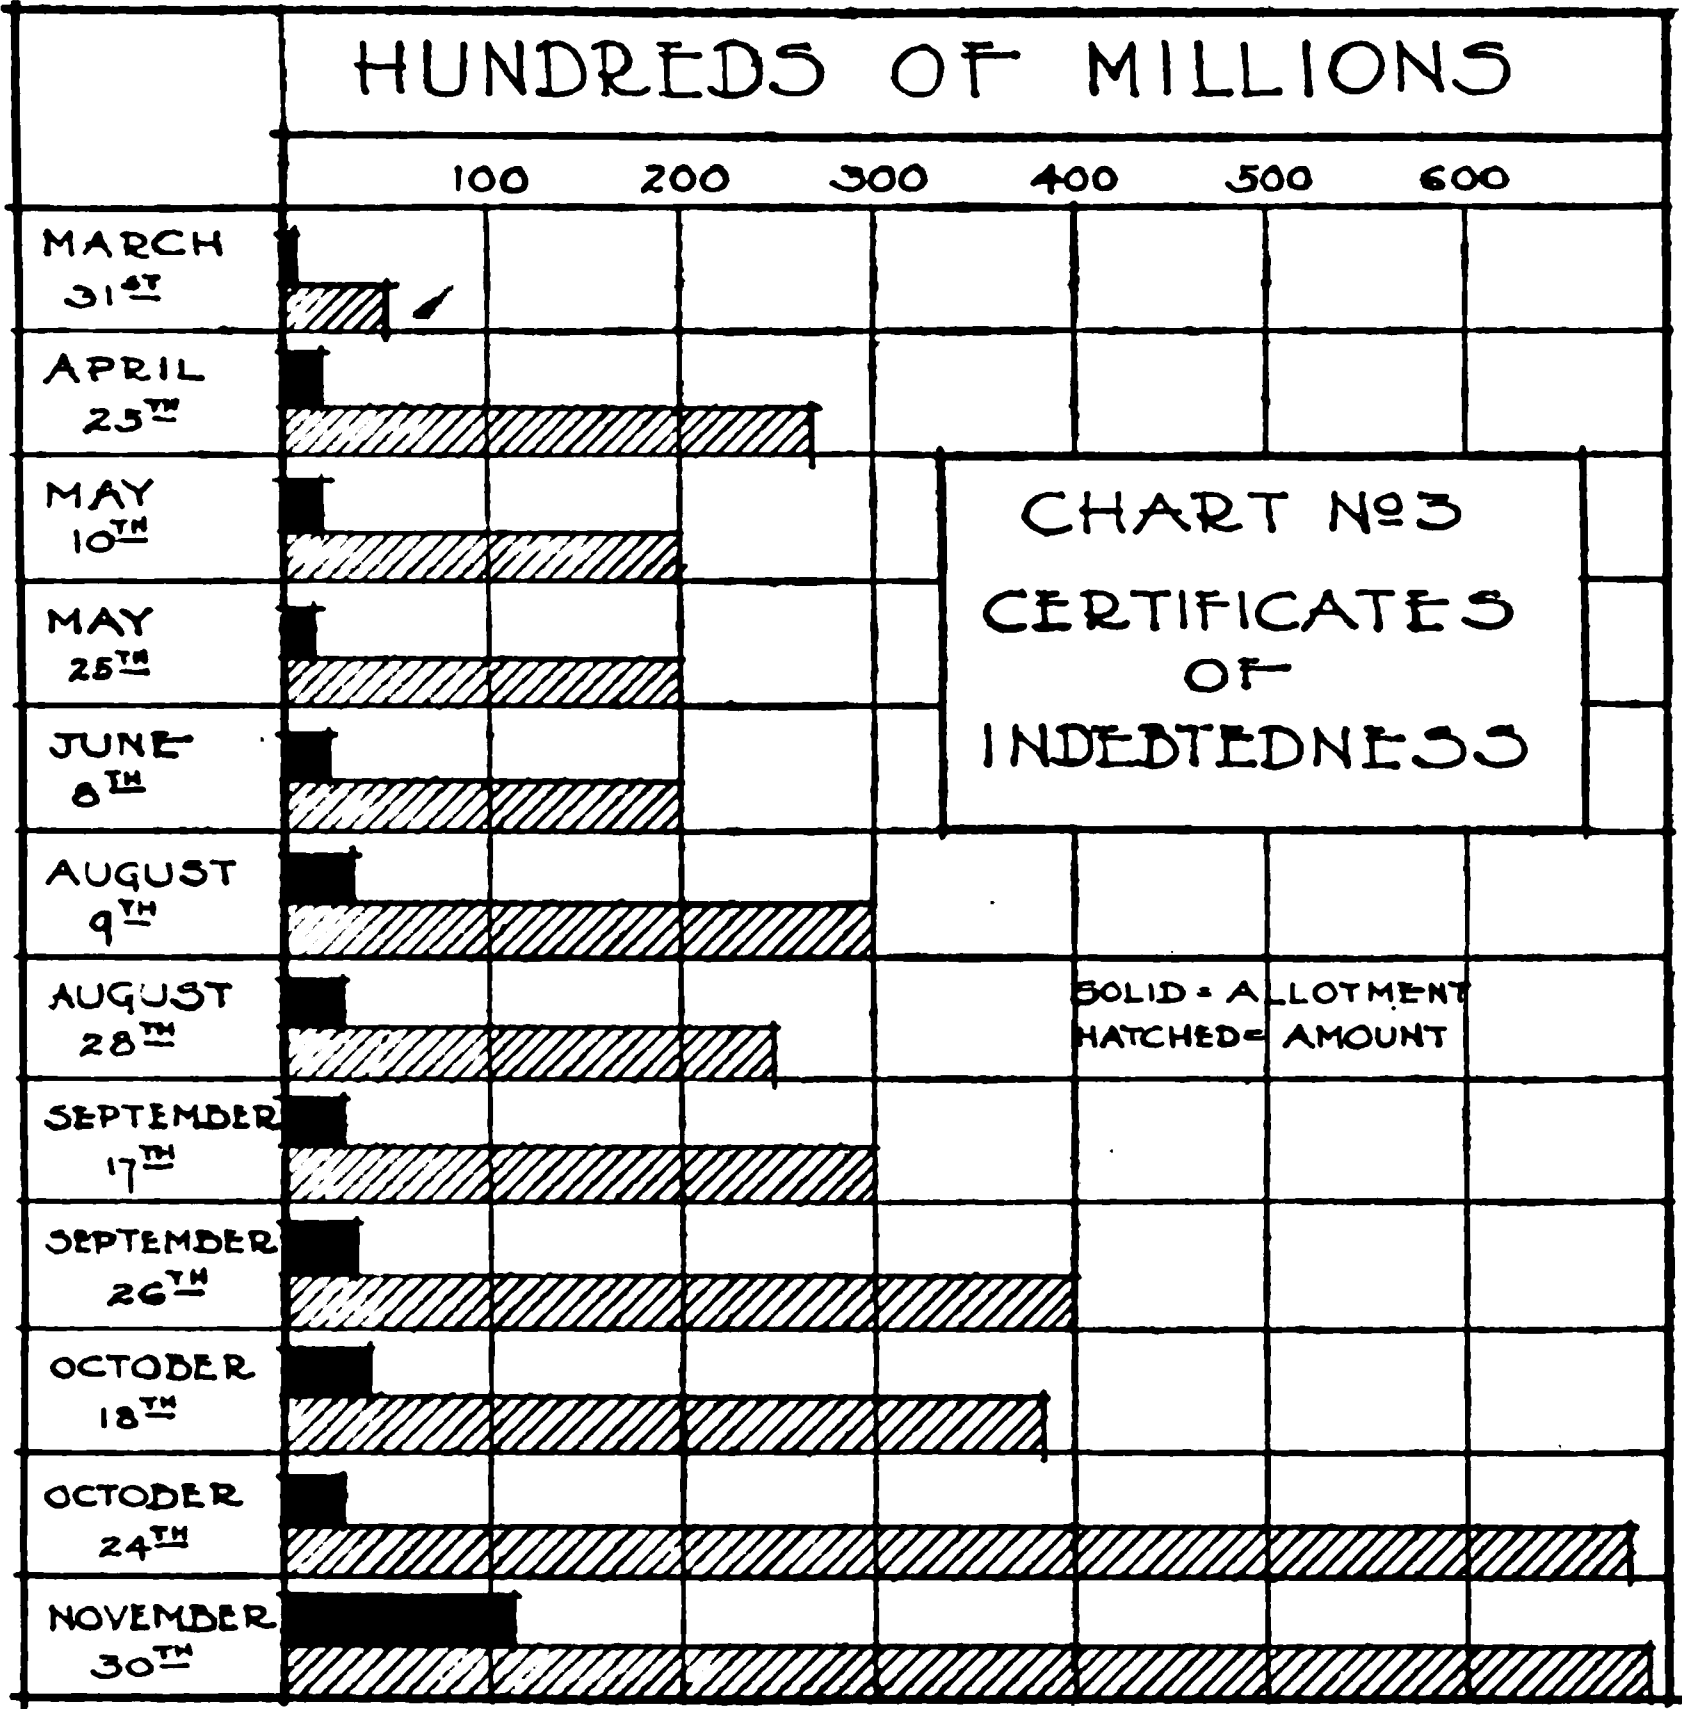 HUNDREDS OF MILLIONS
100 200 300 400 500 600
MARCH
31ST
APRIL
25TH
MAY
10TH
MAY
25TH
JUNE
8TH
AUGUST
9TH
AUGUST
28TH
SEPTEMBER
17TH
SEPTEMBER
26TH
OCTOBER
18TH
OCTOBER
24TH
NOVEMBER
30TH
CHART Nº3
CERTIFICATES
OF
INDEBTEDNESS
SOLID = ALLOTMENT
HATCHED= AMOUNT